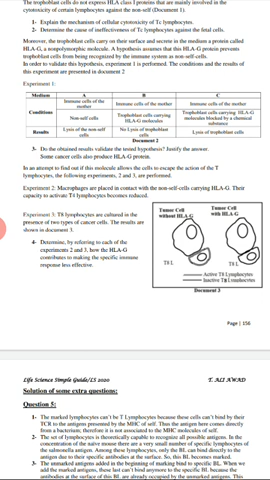 The trophoblast cells do not express HLA class I proteins that are mainly involved in the
cytotoxicity of certain lymphocytes against the non-self (Document 1).
1- Explain the mechanism of cellular cytotoxicity of Tc lymphocytes.
2- Determine the cause of ineffectiveness of Tc lymphocytes against the fetal cells.
Moreover, the trophoblast cells carry on their surface and secrete in the medium a protein called
HLA-G, a nonpolymorphic molecule. A hypothesis assumes that this HLA-G protein prevents
trophoblast cells from being recognized by the immune system as non-self-cells.
In order to validate this hypothesis, experiment 1 is performed. The conditions and the results of
this experiment are presented in document 2
Experiment 1:
Medium A B C
Conditions
Immune cells of the mother
Immune cells of the mother
Immune cells of the mother
Non-self cells
Trophoblast cells carrying HLA-G molecules
Trophoblast cells carrying HLA-G molecules blocked by a chemical substance
Results
Lysis of the non-self cells
No Lysis of trophoblast cells
Lysis of trophoblast cells
Document 2
3- Do the obtained results validate the tested hypothesis? Justify the answer.
Some cancer cells also produce HLA-G protein.
In an attempt to find out if this molecule allows the cells to escape the action of the T
lymphocytes, the following experiments, 2 and 3, are performed.
Experiment 2: Macrophages are placed in contact with the non-self-cells carrying HLA-G. Their
capacity to activate T4 lymphocytes becomes reduced.
Experiment 3: T8 lymphocytes are cultured in the
presence of two types of cancer cells. The results are
shown in document 3.
4- Determine, by referring to each of the
experiments 2 and 3, how the HLA-G
contributes to making the specific immune
response less effective.
Tumor Cell
without HLA G
Tumor Cell
with HLA G
T8 L
T8 L
Active T8 Lymphocytes
Inactive T8 Lymphocytes
Document 3
Page | 156
Life Science Simple Guide/LS 2020
T. ALI AWAD
Solution of some extra questions:
Question 5:
1- The marked lymphocytes can't be T Lymphocytes because these cells can't bind by their
TCR to the antigens presented by the MHC of self. Thus the antigen here comes directly
from a bacterium; therefore it is not associated to the MHC molecules of self.
2- The set of lymphocytes is theoretically capable to recognize all possible antigens. In the
concentration of the naive mouse there are a very small number of specific lymphocytes of
the salmonella antigen. Among these lymphocytes, only the BL can bind directly to the
antigen due to their specific antibodies at the surface. So, this BL becomes marked.
3- The unmarked antigens added in the beginning of marking bind to specific BL. When we
add the marked antigens, these last can't bind anymore to the specific BL because the
antibodies at the surface of this BL are already occupied by the unmarked antigens. This